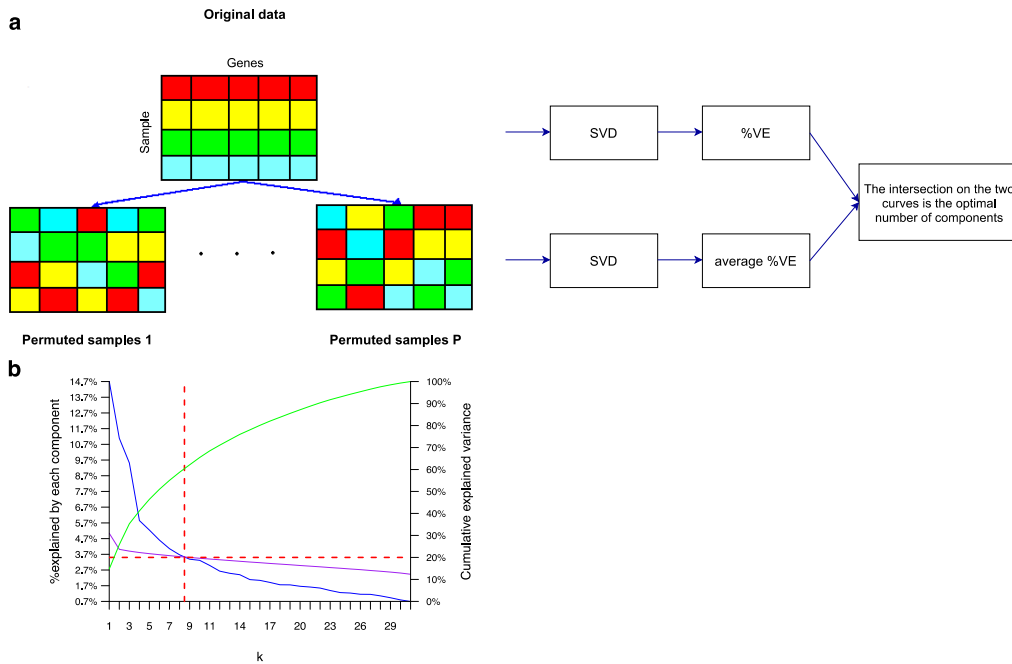 a
Original data
Genes
Sample
Permuted samples 1
. . .
Permuted samples P
SVD
%VE
SVD
average %VE
The intersection on the two
curves is the optimal
number of components
b
%explained by each component
14.7%
13.7%
12.7%
11.7%
10.7%
9.7%
8.7%
7.7%
6.7%
5.7%
4.7%
3.7%
2.7%
1.7%
0.7%
100%
90%
80%
70%
60%
50%
40%
30%
20%
10%
0%
Cumulative explained variance
1 3 5 7 9 11 14 17 20 23 26 29
k